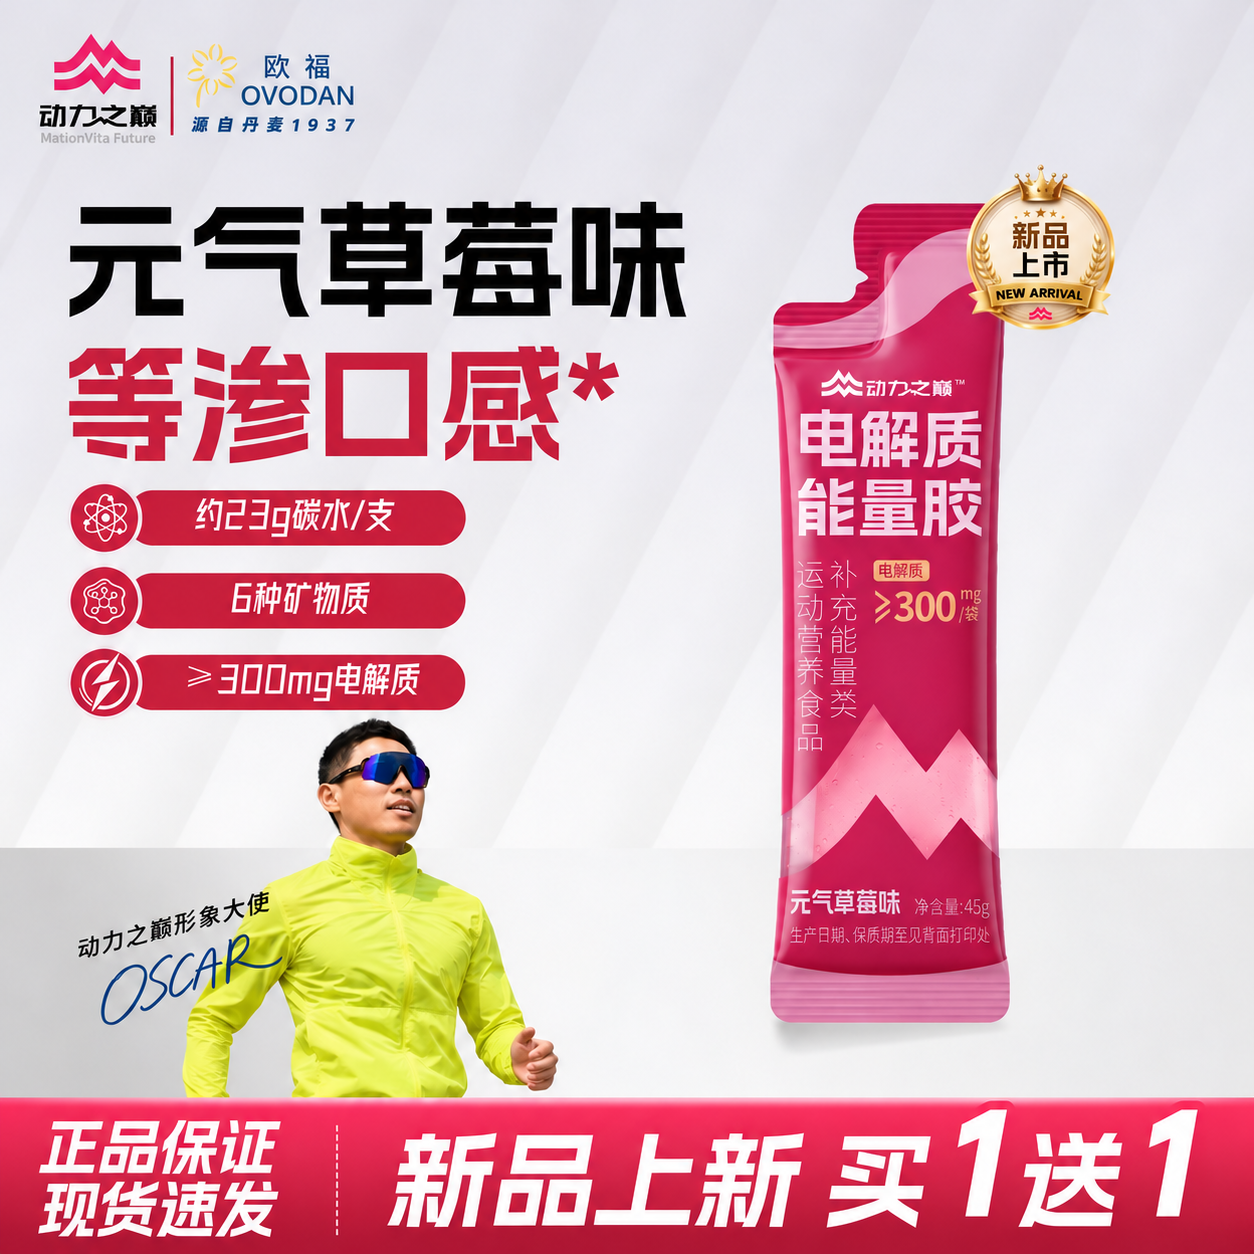 动力之巅
MationVita Future
欧福
OVODAN
源自丹麦1937
元气草莓味
等渗口感*
约23g碳水/支
6种矿物质
≥300mg电解质
新品
上市
NEW ARRIVAL
动力之巅™
电解质
能量胶
补充能量类
运动营养食品
电解质
≥300mg/袋
元气草莓味 净含量:45g
生产日期、保质期至见背面打印处
动力之巅形象大使
OSCAR
正品保证
现货速发
新品上新 买1送1